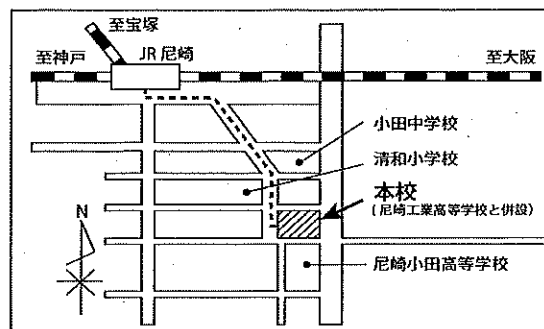 至宝塚
至神戸
JR 尼崎
至大阪
小田中学校
清和小学校
本校
(尼崎工業高等学校と併設)
N
尼崎小田高等学校